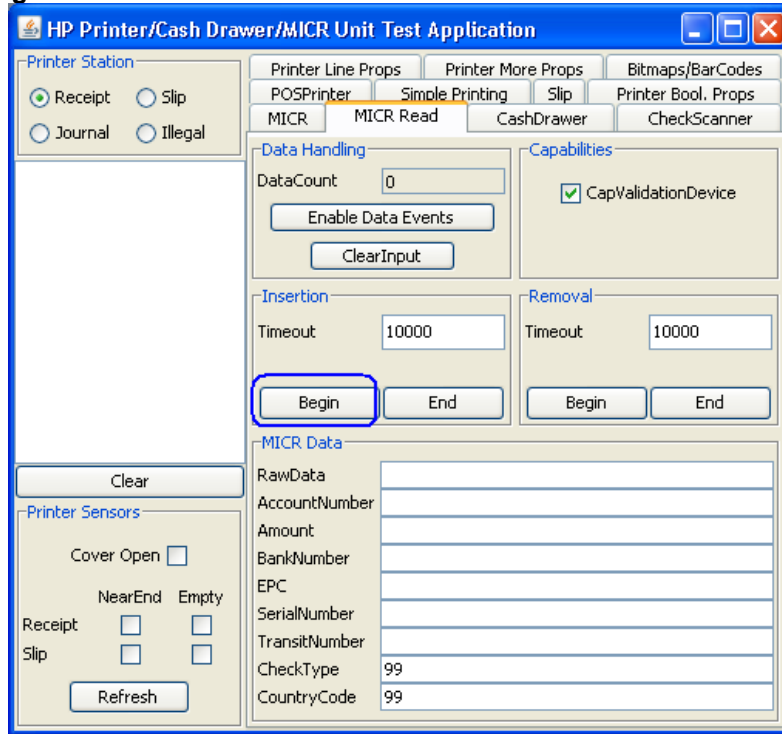 HP Printer/Cash Drawer/MICR Unit Test Application
Printer Station
Receipt Slip
Journal Illegal
Clear
Printer Sensors
Cover Open
NearEnd Empty
Receipt
Slip
Refresh
Printer Line Props Printer More Props Bitmaps/BarCodes
POSPrinter Simple Printing Slip Printer Bool. Props
MICR MICR Read CashDrawer CheckScanner
Data Handling
DataCount 0
Enable Data Events
ClearInput
Capabilities
CapValidationDevice
Insertion
Timeout 10000
Begin End
Removal
Timeout 10000
Begin End
MICR Data
RawData
AccountNumber
Amount
BankNumber
EPC
SerialNumber
TransitNumber
CheckType 99
CountryCode 99